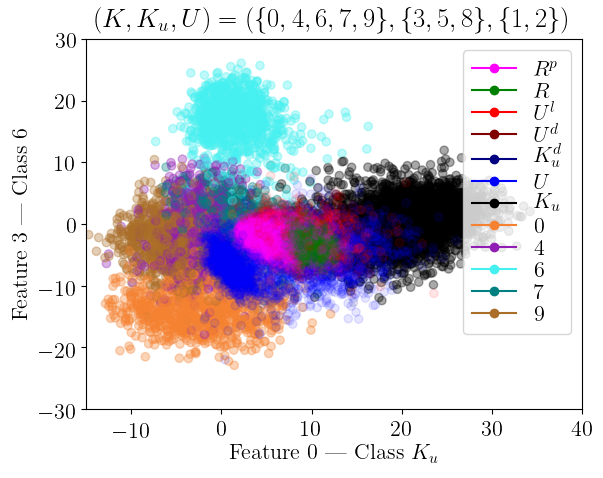 (K, K_u, U) = ({0, 4, 6, 7, 9}, {3, 5, 8}, {1, 2})
30
20
10
0
−10
−20
−30
Feature 3 — Class 6
R^p
R
U^l
U^d
K_u^d
U
K_u
0
4
6
7
9
−10
0
10
20
30
40
Feature 0 — Class K_u